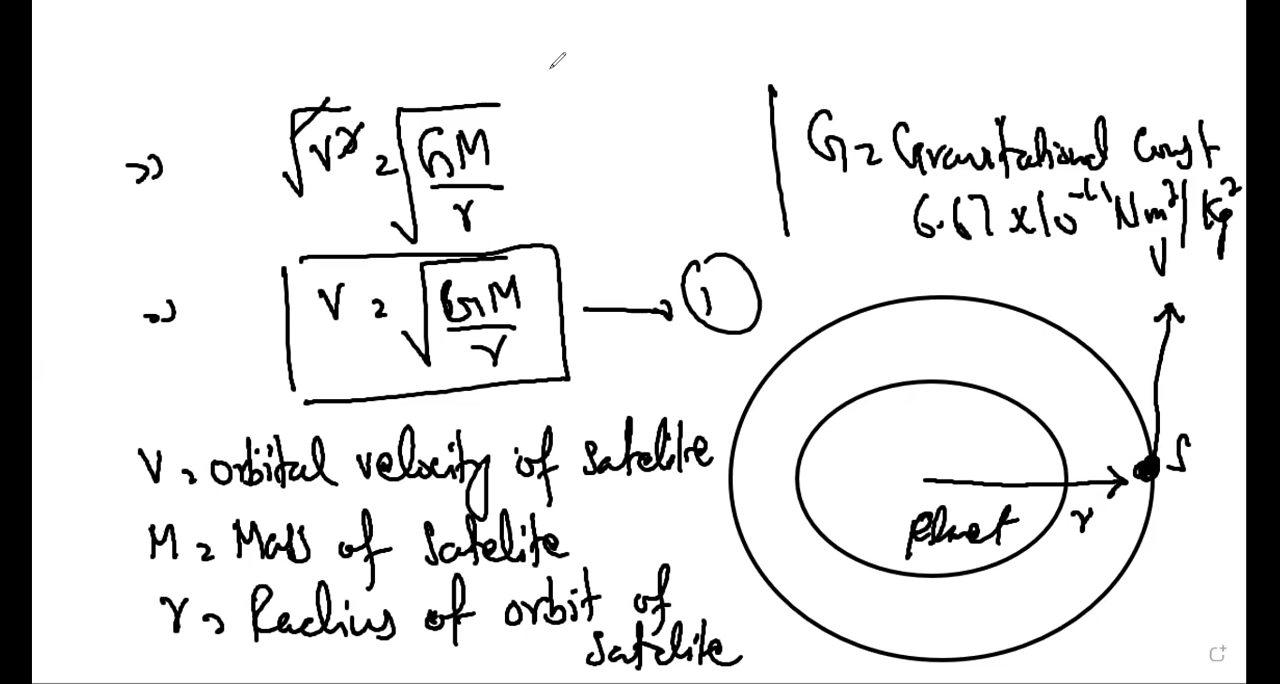 => √V² = √GM/r
=> V = √GM/r → 1
V = orbital velocity of satelite
M = Mass of satelite
r = Radius of orbit of
satelite
G = Gravitational Const
6.67 x 10^-11 Nm²/Kg²
V
S
r
Planet